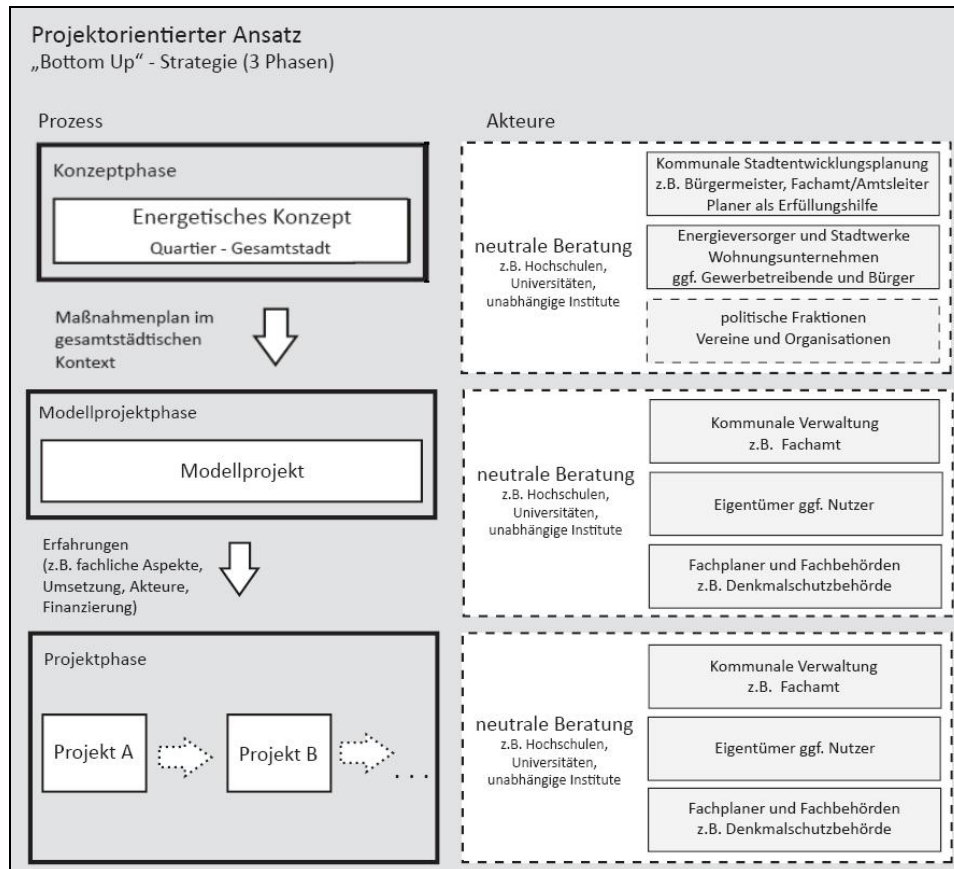 Projektorientierter Ansatz
„Bottom Up“ - Strategie (3 Phasen)
Prozess
Konzeptphase
Energetisches Konzept
Quartier - Gesamtstadt
Maßnahmenplan im
gesamtstädtischen
Kontext
Modellprojektphase
Modellprojekt
Erfahrungen
(z.B. fachliche Aspekte,
Umsetzung, Akteure,
Finanzierung)
Projektphase
Projekt A
Projekt B
. . .
Akteure
neutrale Beratung
z.B. Hochschulen,
Universitäten,
unabhängige Institute
Kommunale Stadtentwicklungsplanung
z.B. Bürgermeister, Fachamt/Amtsleiter
Planer als Erfüllungshilfe
Energieversorger und Stadtwerke
Wohnungsunternehmen
ggf. Gewerbetreibende und Bürger
politische Fraktionen
Vereine und Organisationen
neutrale Beratung
z.B. Hochschulen,
Universitäten,
unabhängige Institute
Kommunale Verwaltung
z.B. Fachamt
Eigentümer ggf. Nutzer
Fachplaner und Fachbehörden
z.B. Denkmalschutzbehörde
neutrale Beratung
z.B. Hochschulen,
Universitäten,
unabhängige Institute
Kommunale Verwaltung
z.B. Fachamt
Eigentümer ggf. Nutzer
Fachplaner und Fachbehörden
z.B. Denkmalschutzbehörde